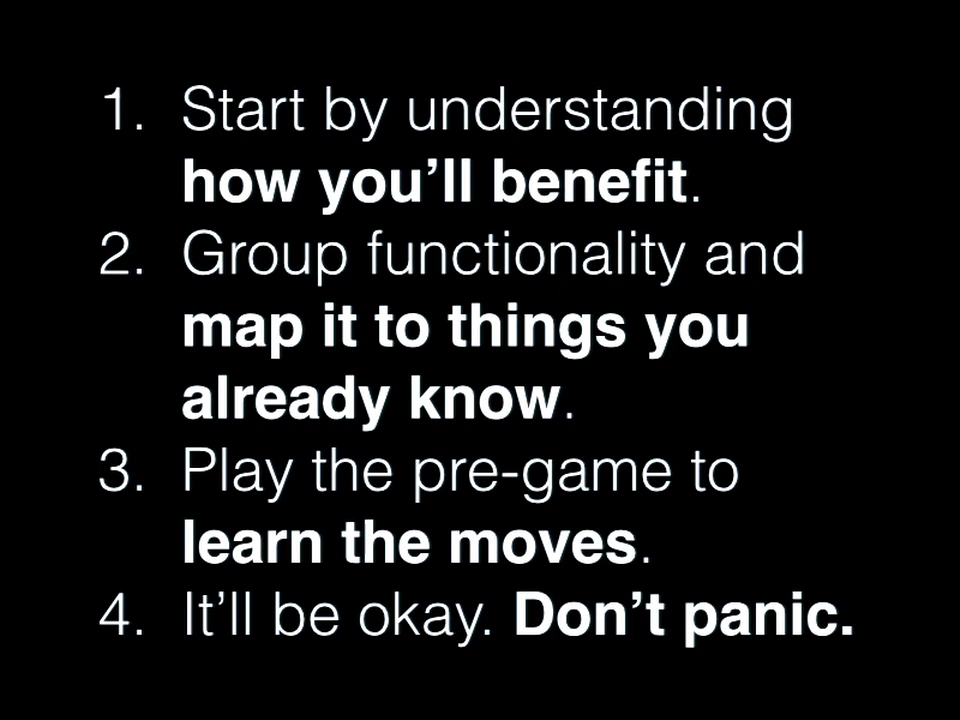 1. Start by understanding
how you’ll benefit.
2. Group functionality and
map it to things you
already know.
3. Play the pre-game to
learn the moves.
4. It’ll be okay. Don’t panic.